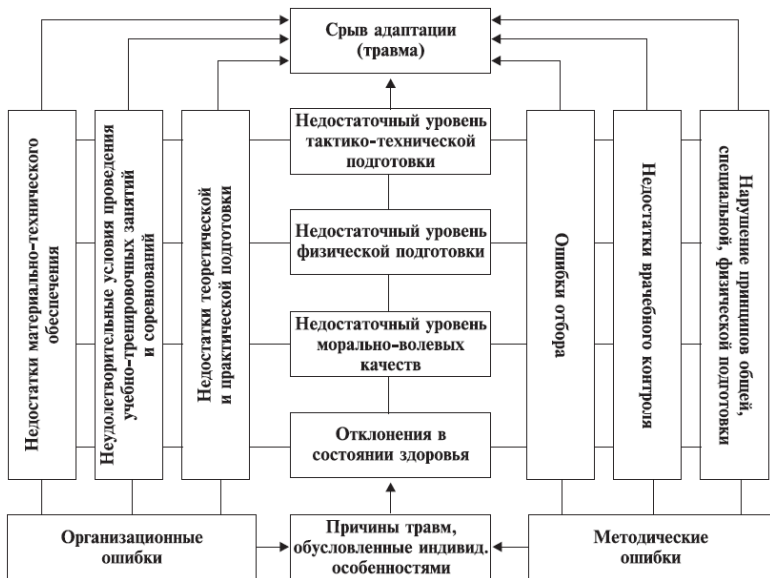 Срыв адаптации
(травма)
Недостатки материально-технического
обеспечения
Неудолетворительные условия проведения
учебно-тренировочных занятий
и соревнований
Недостатки теоретической
и практической подготовки
Недостаточный уровень
тактико-технической
подготовки
Недостаточный уровень
физической подготовки
Недостаточный уровень
морально-волевых
качеств
Отклонения в
состоянии здоровья
Ошибки отбора
Недостатки врачебного контроля
Нарушение принципов общей,
специальной, физической подготовки
Организационные
ошибки
Причины травм,
обусловленные индивид.
особенностями
Методические
ошибки